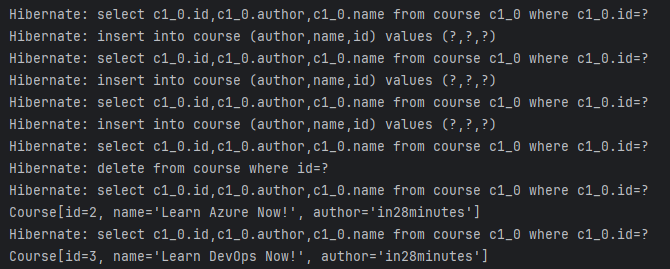 Hibernate: select c1_0.id,c1_0.author,c1_0.name from course c1_0 where c1_0.id=?
Hibernate: insert into course (author,name,id) values (?,?,?)
Hibernate: select c1_0.id,c1_0.author,c1_0.name from course c1_0 where c1_0.id=?
Hibernate: insert into course (author,name,id) values (?,?,?)
Hibernate: select c1_0.id,c1_0.author,c1_0.name from course c1_0 where c1_0.id=?
Hibernate: insert into course (author,name,id) values (?,?,?)
Hibernate: select c1_0.id,c1_0.author,c1_0.name from course c1_0 where c1_0.id=?
Hibernate: delete from course where id=?
Hibernate: select c1_0.id,c1_0.author,c1_0.name from course c1_0 where c1_0.id=?
Course[id=2, name='Learn Azure Now!', author='in28minutes']
Hibernate: select c1_0.id,c1_0.author,c1_0.name from course c1_0 where c1_0.id=?
Course[id=3, name='Learn DevOps Now!', author='in28minutes']